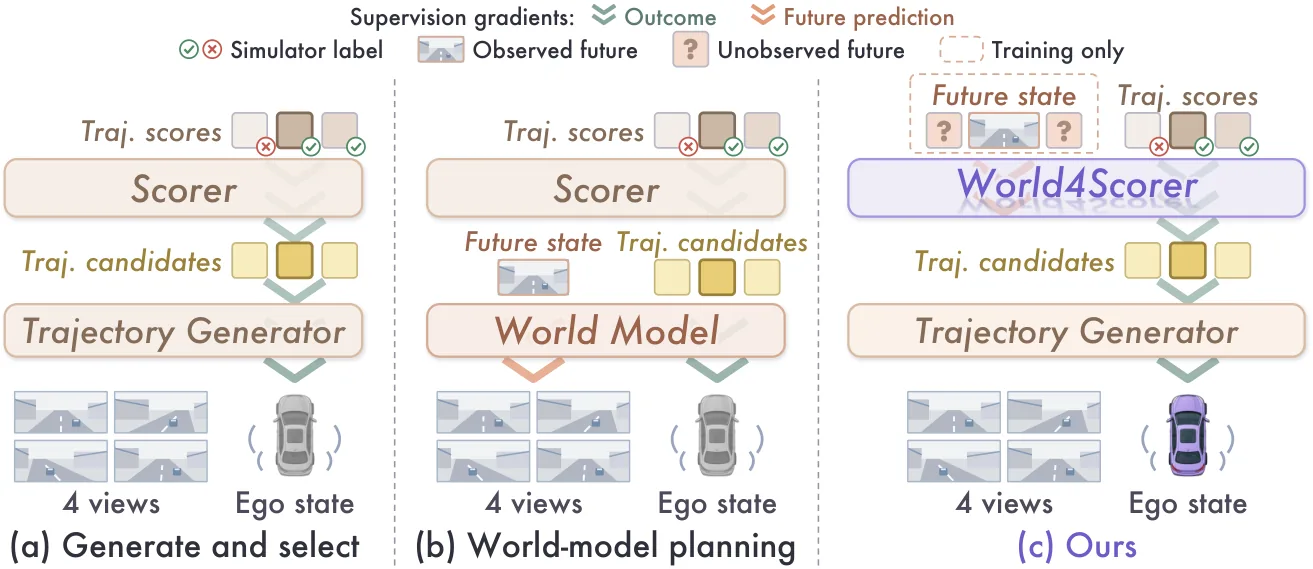 Supervision gradients: Outcome Future prediction
Simulator label Observed future ? Unobserved future Training only
Traj. scores
Scorer
Traj. candidates
Trajectory Generator
4 views Ego state
(a) Generate and select
Traj. scores
Scorer
Future state Traj. candidates
World Model
4 views Ego state
(b) World-model planning
Future state Traj. scores
? ?
World4Scorer
Traj. candidates
Trajectory Generator
4 views Ego state
(c) Ours